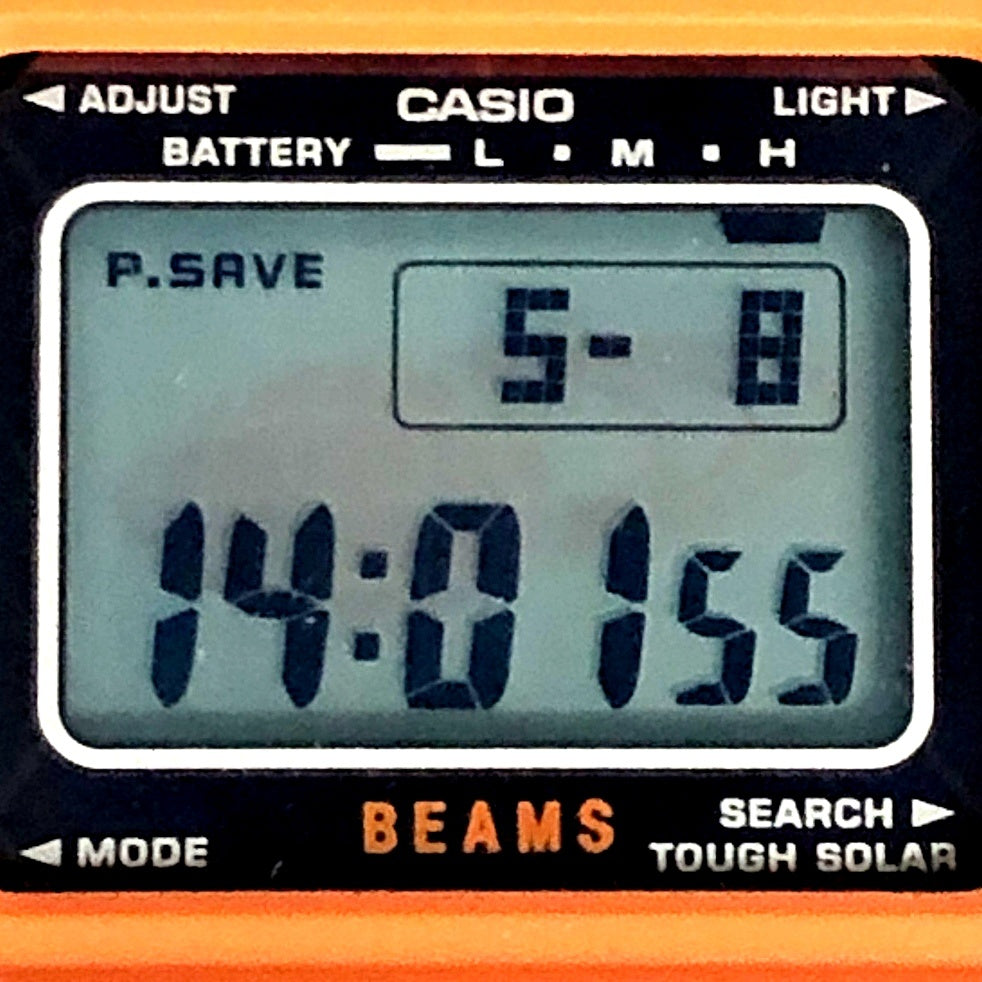 ADJUST CASIO LIGHT
BATTERY L · M · H
P.SAVE
5- 8
14:01 55
BEAMS
SEARCH
MODE
TOUGH SOLAR